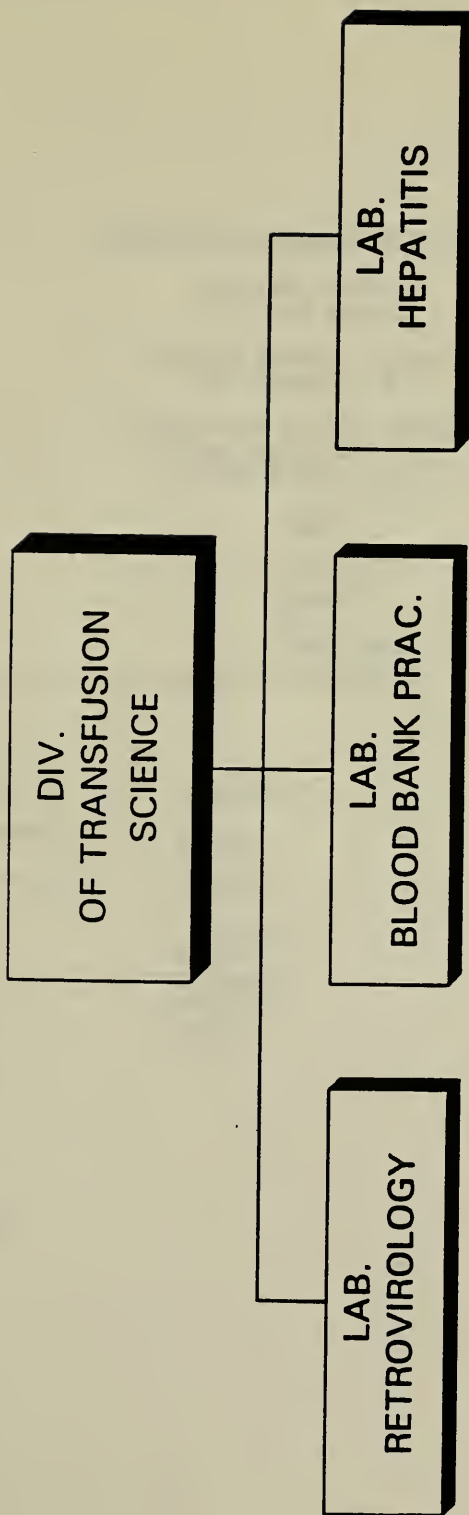 DIV.
OF TRANSFUSION
SCIENCE
LAB.
RETROVIROLOGY
LAB.
BLOOD BANK PRAC.
LAB.
HEPATITIS